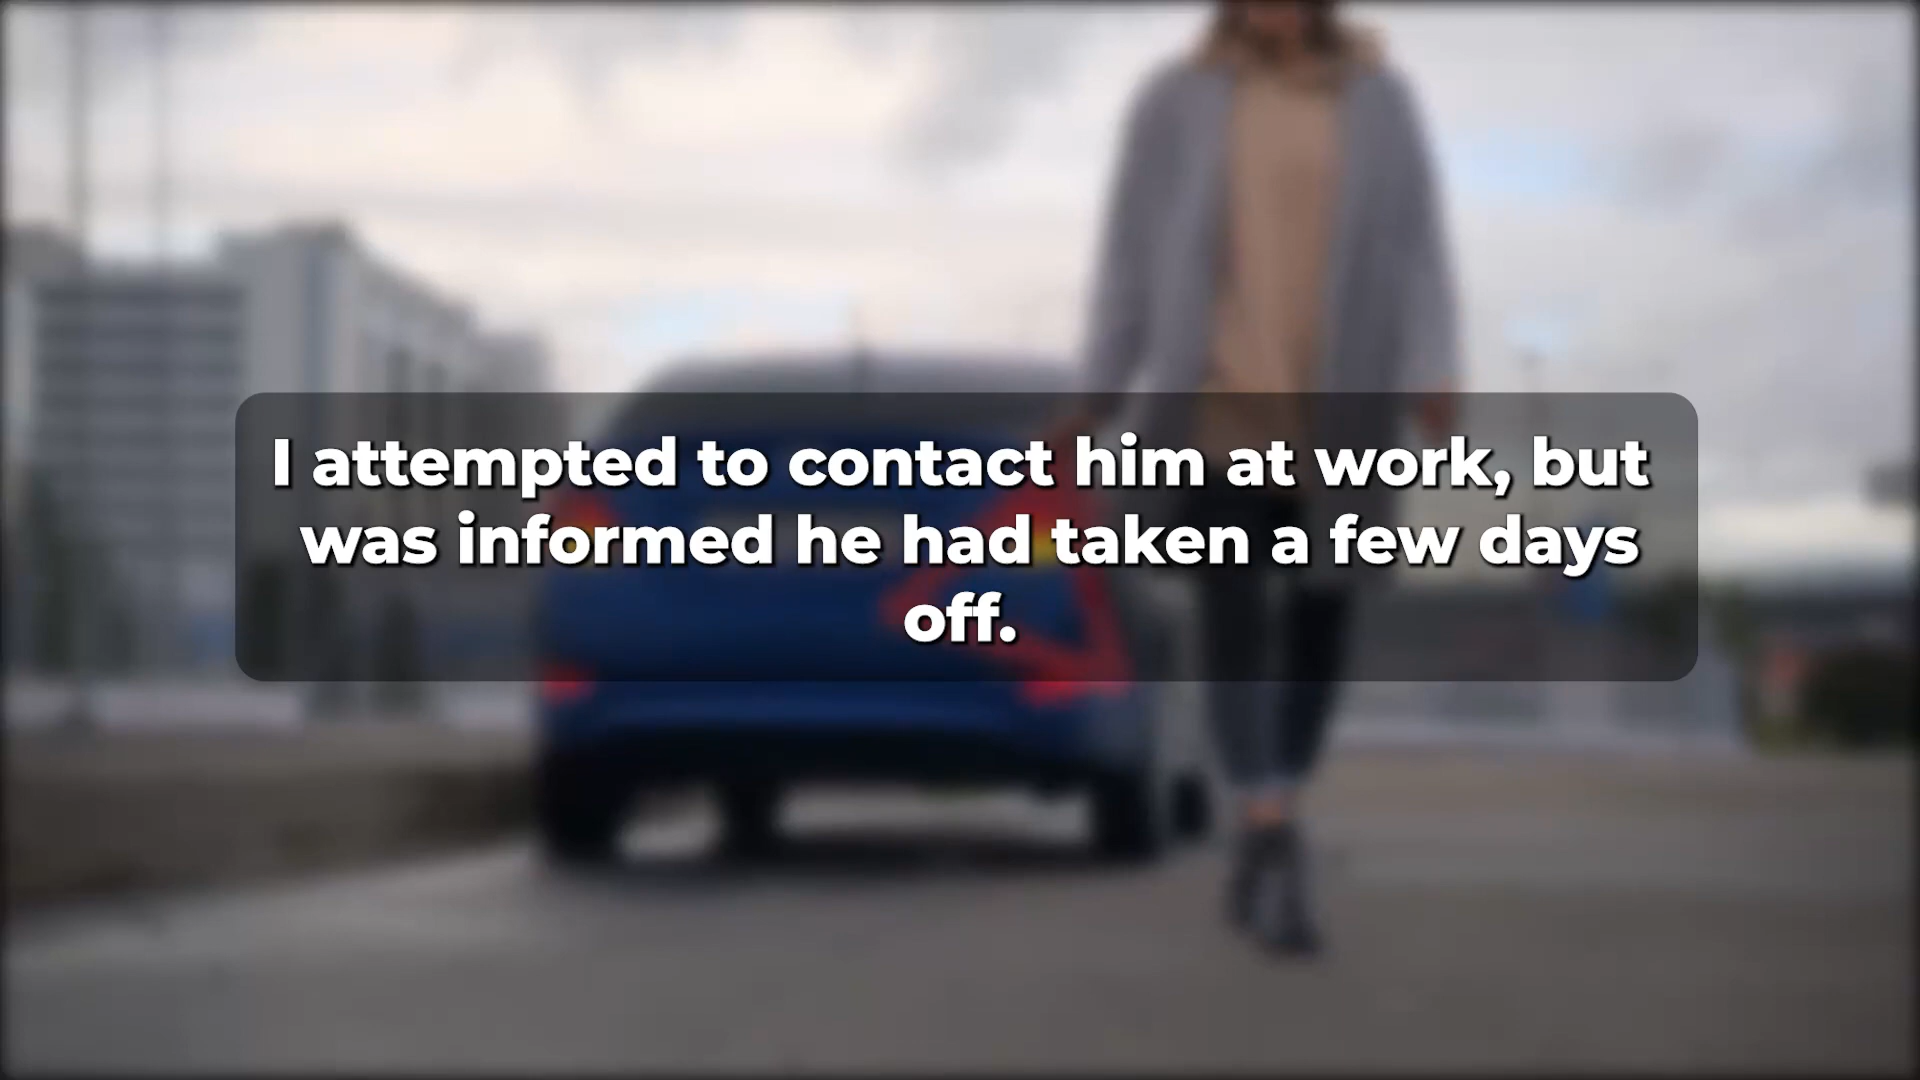 I attempted to contact him at work, but
was informed he had taken a few days
off.